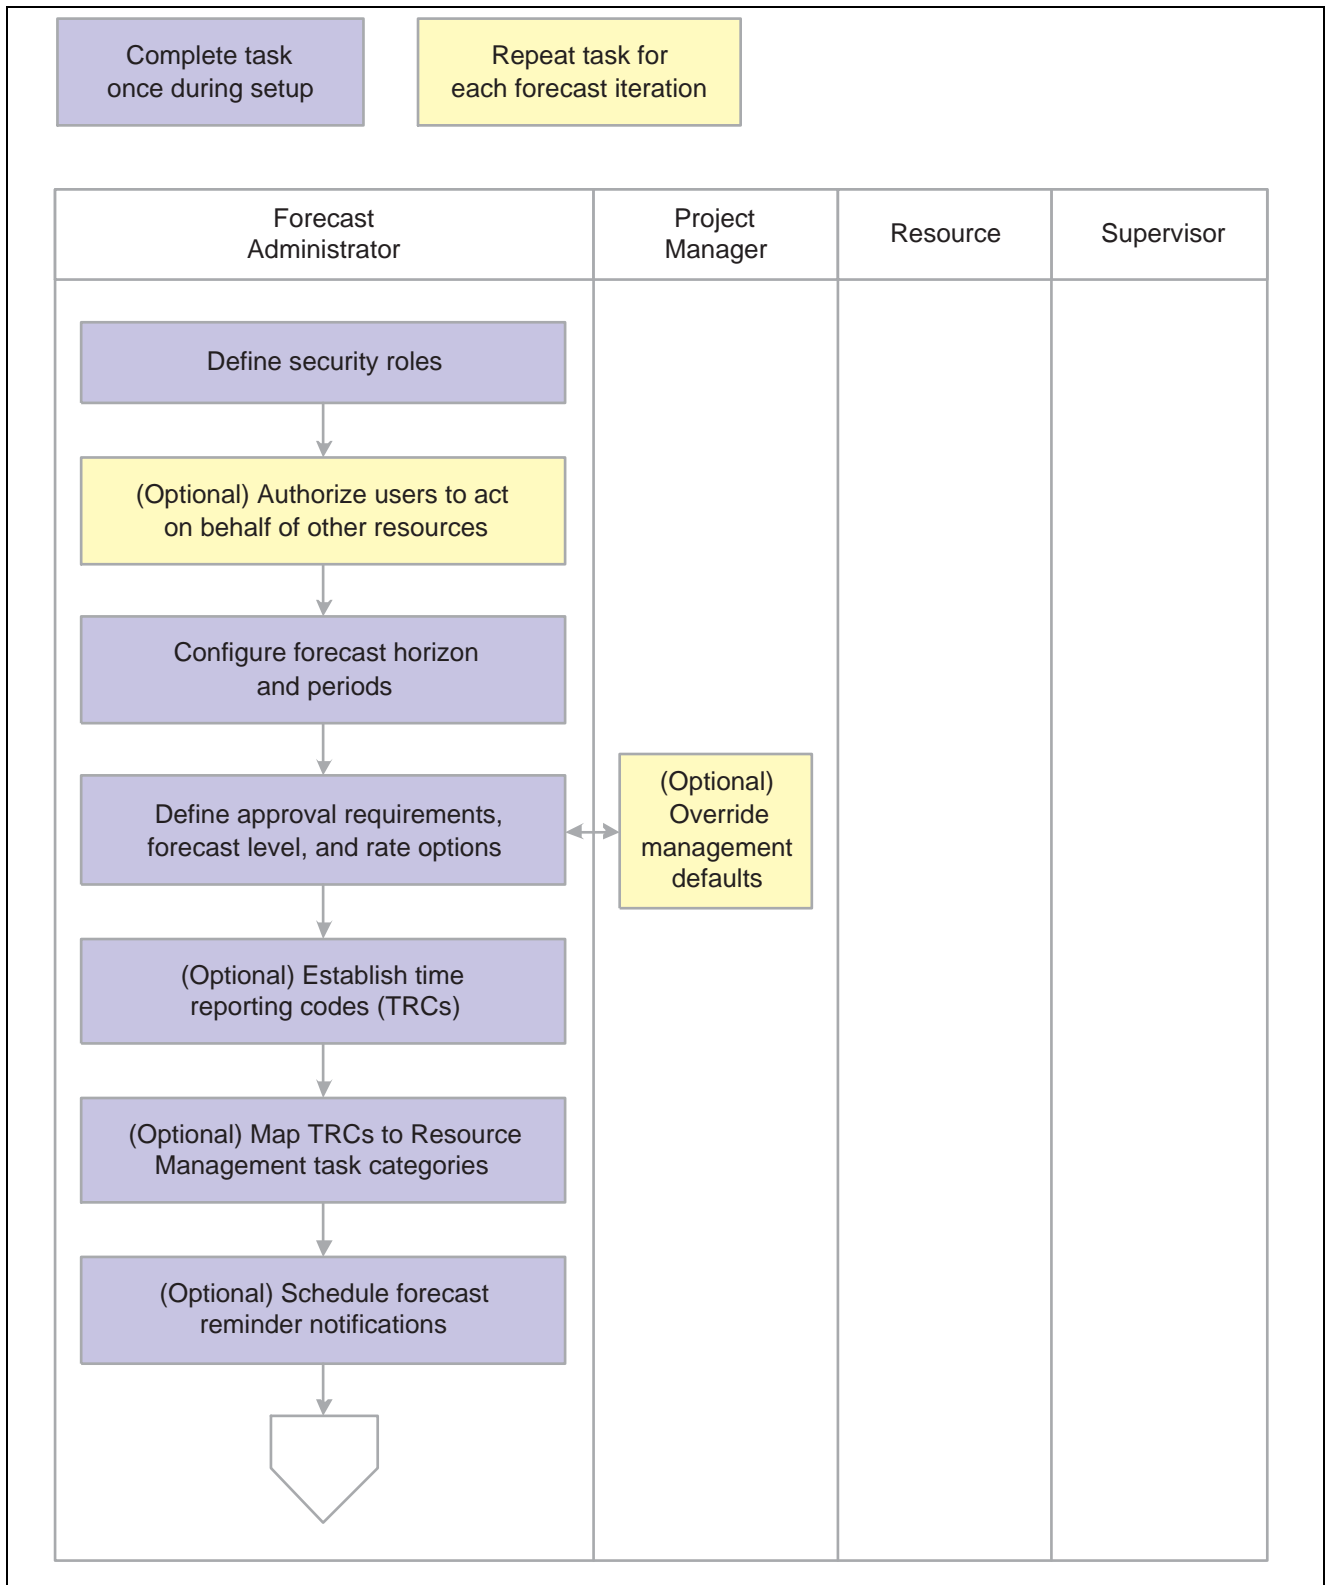 Complete task
once during setup
Repeat task for
each forecast iteration
Forecast
Administrator
Project
Manager
Resource
Supervisor
Define security roles
(Optional) Authorize users to act
on behalf of other resources
Configure forecast horizon
and periods
Define approval requirements,
forecast level, and rate options
(Optional)
Override
management
defaults
(Optional) Establish time
reporting codes (TRCs)
(Optional) Map TRCs to Resource
Management task categories
(Optional) Schedule forecast
reminder notifications